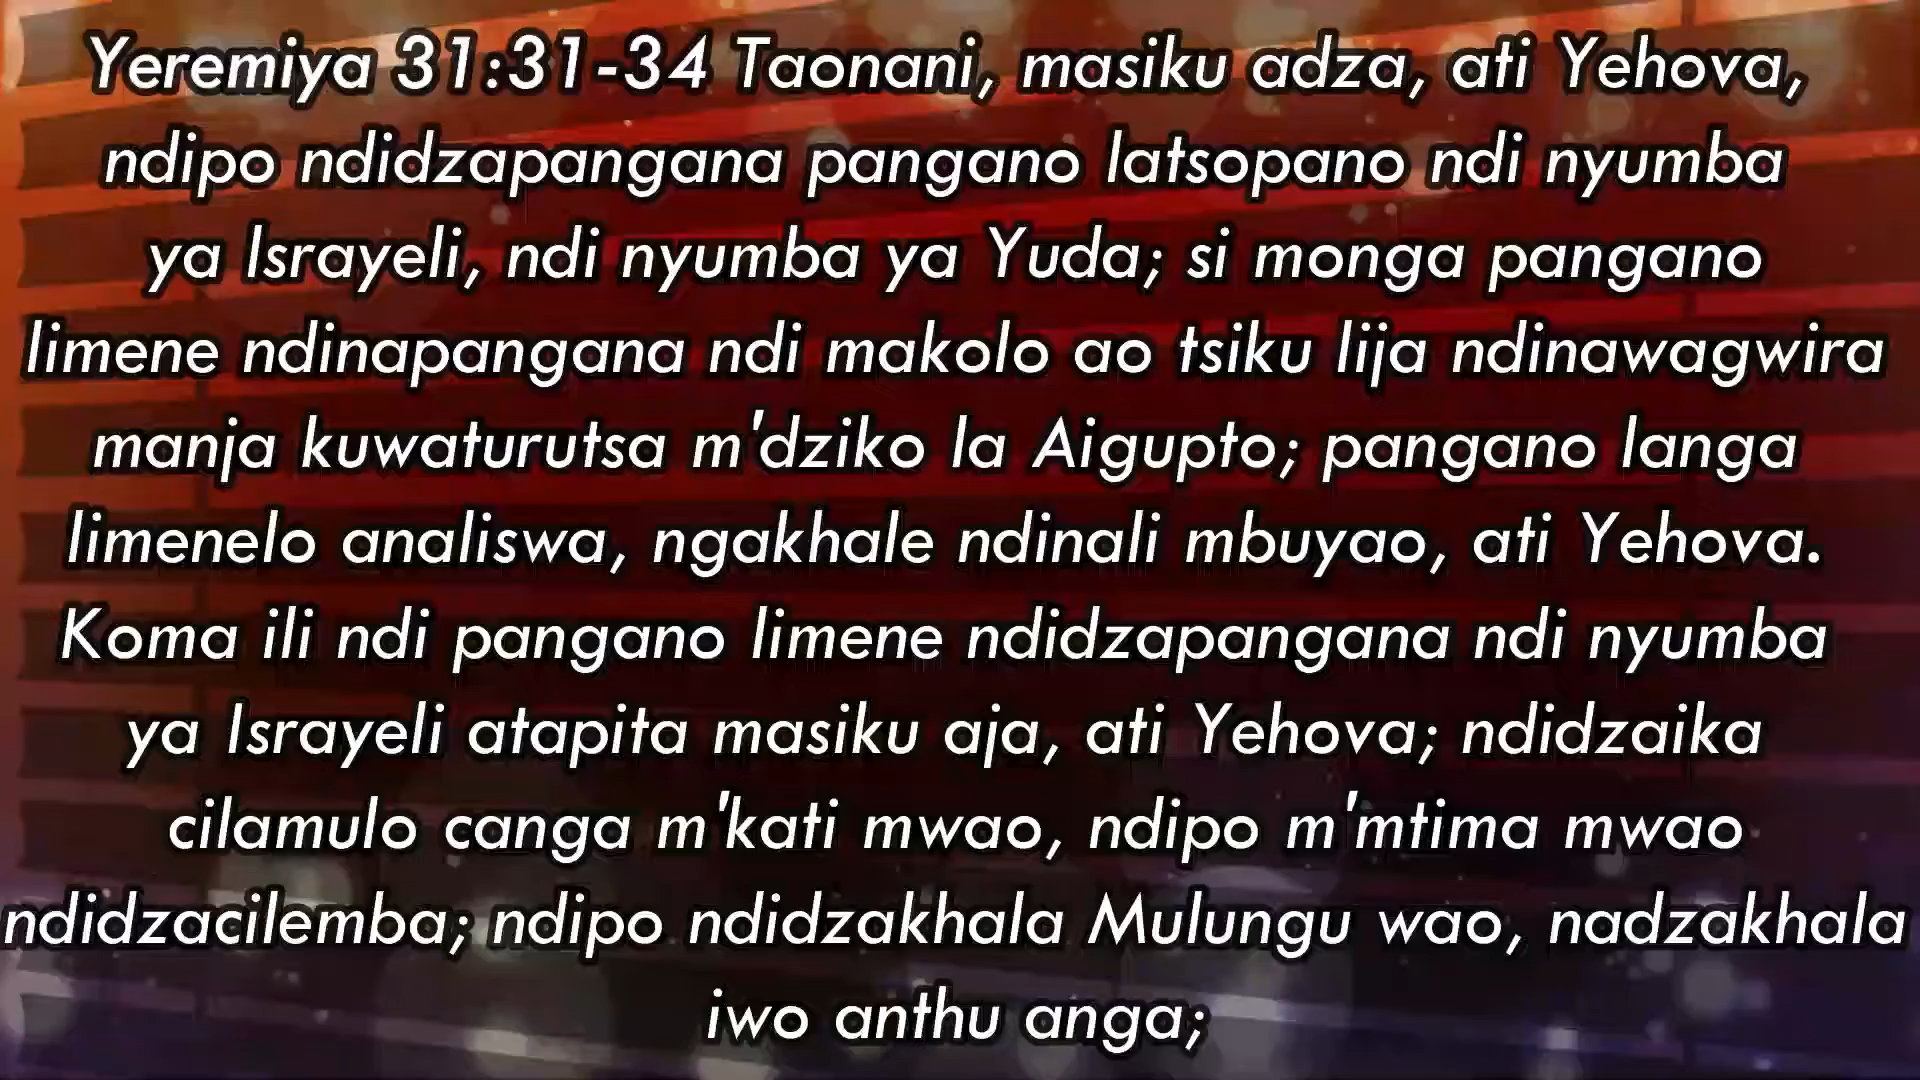 Yeremiya 31:31-34 Taonani, masiku adza, ati Yehova,
ndipo ndidzapangana pangano latsopano ndi nyumba
ya Israyeli, ndi nyumba ya Yuda; si monga pangano
limene ndinapangana ndi makolo ao tsiku lija ndinawagwira
manja kuwaturutsa m'dziko la Aigupto; pangano langa
limenelo analiswa, ngakhale ndinali mbuyao, ati Yehova.
Koma ili ndi pangano limene ndidzapangana ndi nyumba
ya Israyeli atapita masiku aja, ati Yehova; ndidzaika
cilamulo canga m'kati mwao, ndipo m'mtima mwao
ndidzacilemba; ndipo ndidzakhala Mulungu wao, nadzakhala
iwo anthu anga;